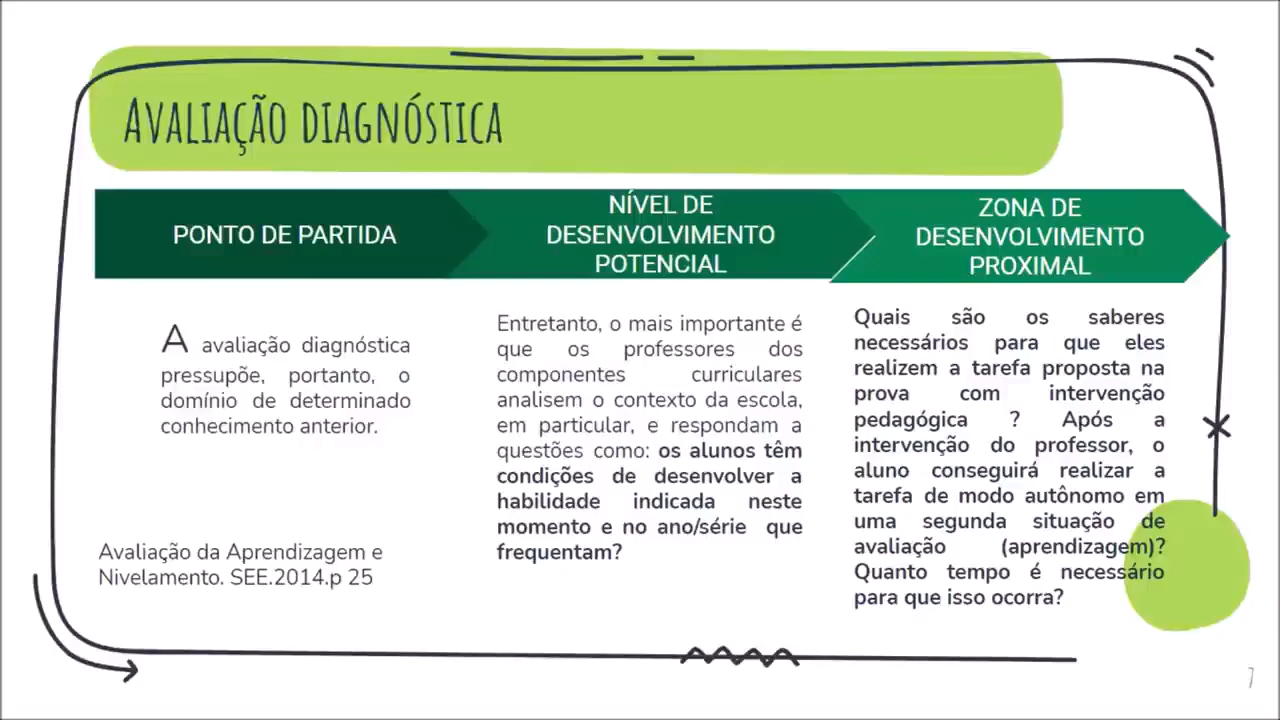 AVALIAÇÃO DIAGNÓSTICA
PONTO DE PARTIDA
NÍVEL DE
DESENVOLVIMENTO
POTENCIAL
ZONA DE
DESENVOLVIMENTO
PROXIMAL
A avaliação diagnóstica
pressupõe, portanto, o
domínio de determinado
conhecimento anterior.
Avaliação da Aprendizagem e
Nivelamento. SEE.2014.p 25
Entretanto, o mais importante é
que os professores dos
componentes curriculares
analisem o contexto da escola,
em particular, e respondam a
questões como: os alunos têm
condições de desenvolver a
habilidade indicada neste
momento e no ano/série que
frequentam?
Quais são os saberes
necessários para que eles
realizem a tarefa proposta na
prova com intervenção
pedagógica ? Após a
intervenção do professor, o
aluno conseguirá realizar a
tarefa de modo autônomo em
uma segunda situação de
avaliação (aprendizagem)?
Quanto tempo é necessário
para que isso ocorra?
7